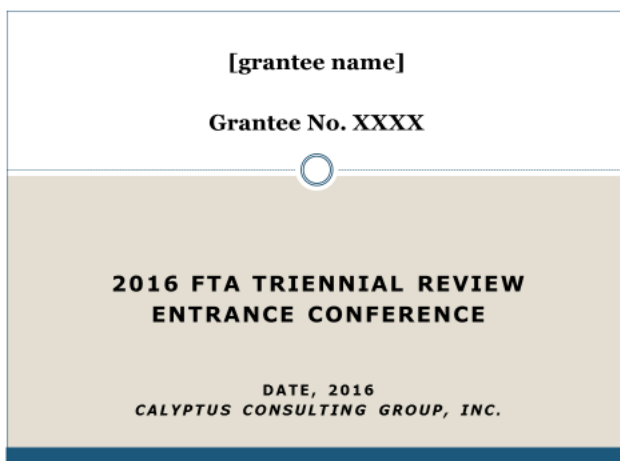 [grantee name]
Grantee No. XXXX
2016 FTA TRIENNIAL REVIEW
ENTRANCE CONFERENCE
DATE, 2016
CALYPTUS CONSULTING GROUP, INC.